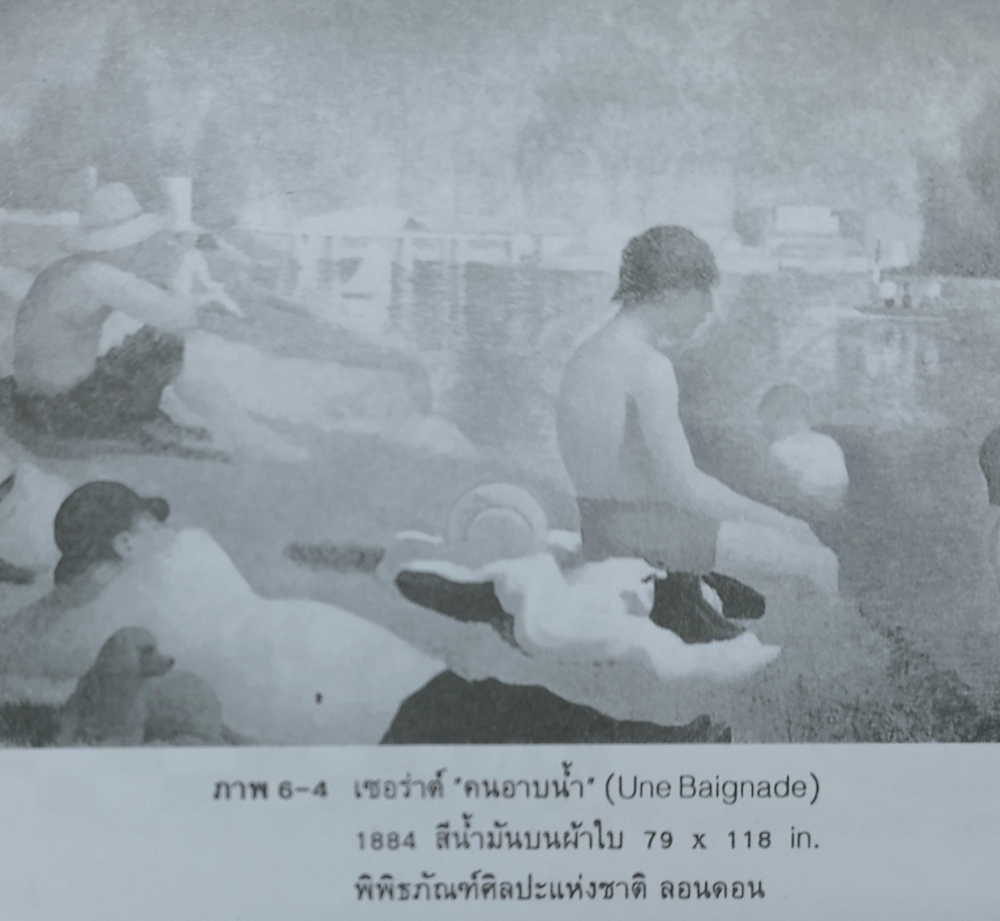 ภาพ 6-4 เซอร่าต์ "คนอาบน้ำ" (Une Baignade)
1884 สีน้ำมันบนผ้าใบ 79 x 118 in.
พิพิธภัณฑ์ศิลปะแห่งชาติ ลอนดอน